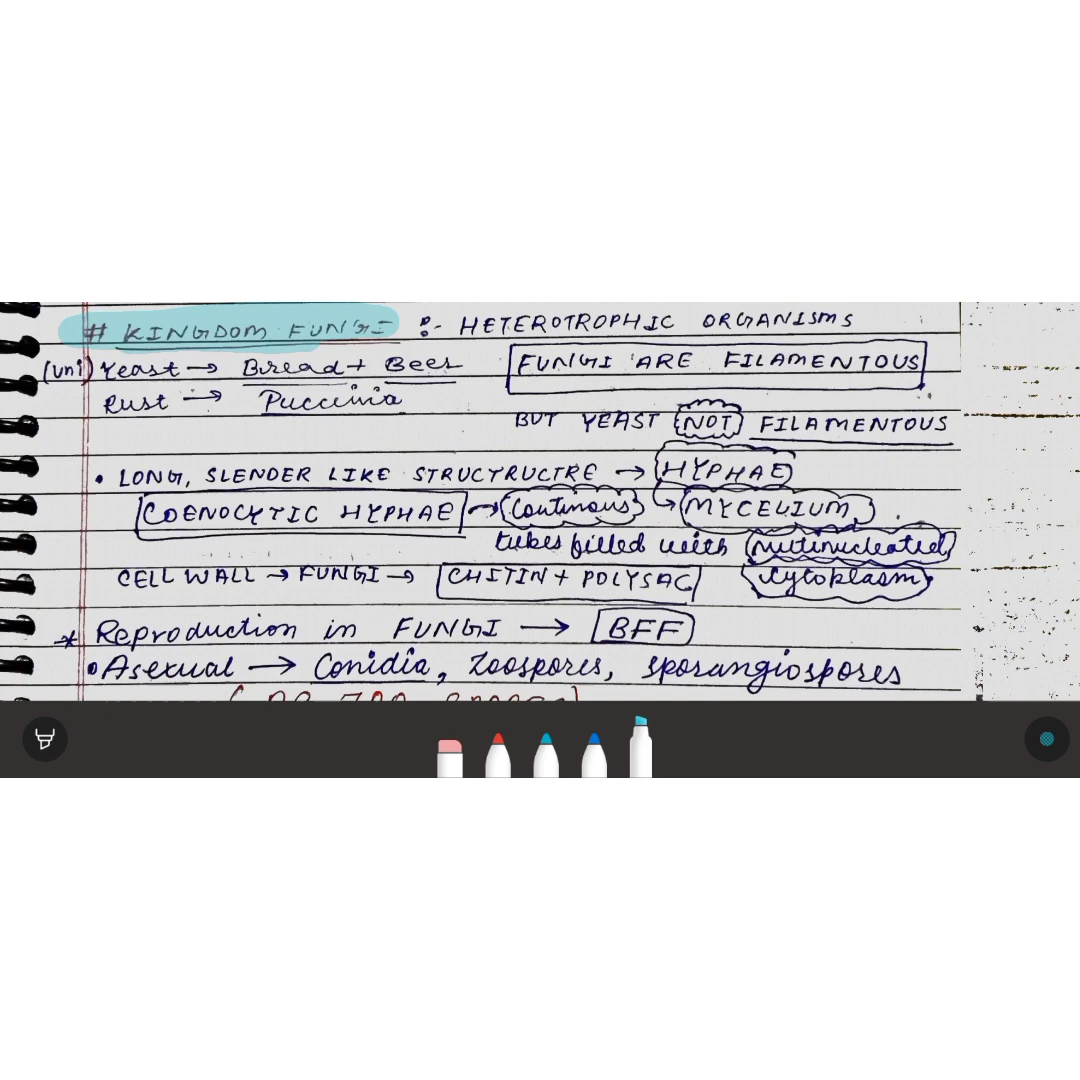 # KINGDOM FUNGI :- HETEROTROPHIC ORGANISMS
(uni) Yeast → Bread + Beer
FUNGI ARE FILAMENTOUS
Rust → Puccinia
BUT YEAST NOT FILAMENTOUS
• LONG, SLENDER LIKE STRUCTRUCTRE → HYPHAE
COENOCYTIC HYPHAE → Continous → MYCELIUM
tubes filled with multinucleated
CELL WALL → FUNGI → CHITIN + POLYSAC cytoplasm
* Reproduction in FUNGI → BFF
• Asexual → Conidia, Zoospores, sporangiospores